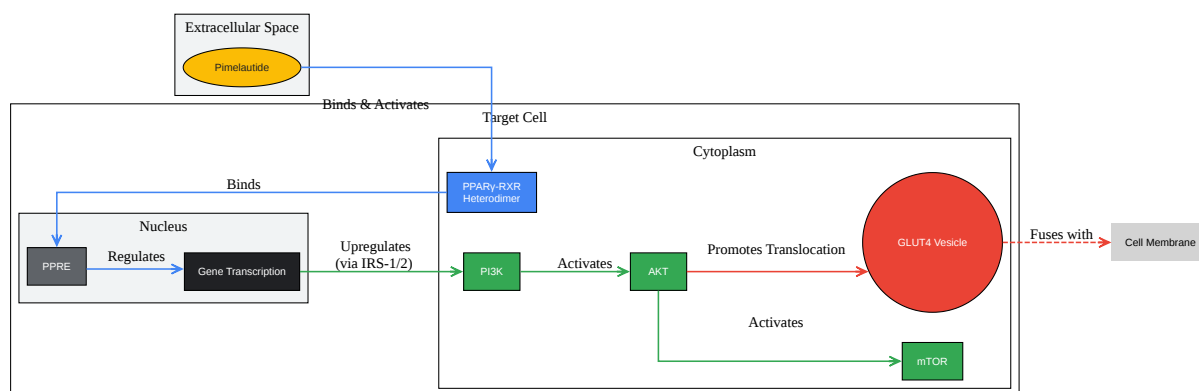 Extracellular Space
Pimelautide
Binds & Activates
Target Cell
Cytoplasm
PPARγ-RXR
Heterodimer
Binds
Nucleus
PPRE
Regulates
Gene Transcription
Upregulates
(via IRS-1/2)
PI3K
Activates
AKT
Promotes Translocation
GLUT4 Vesicle
Fuses with
Cell Membrane
Activates
mTOR